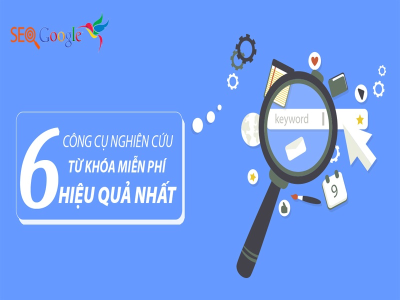 SEO Google
6 CÔNG CỤ NGHIÊN CỨU
TỪ KHÓA MIỄN PHÍ
HIỆU QUẢ NHẤT
keyword
9